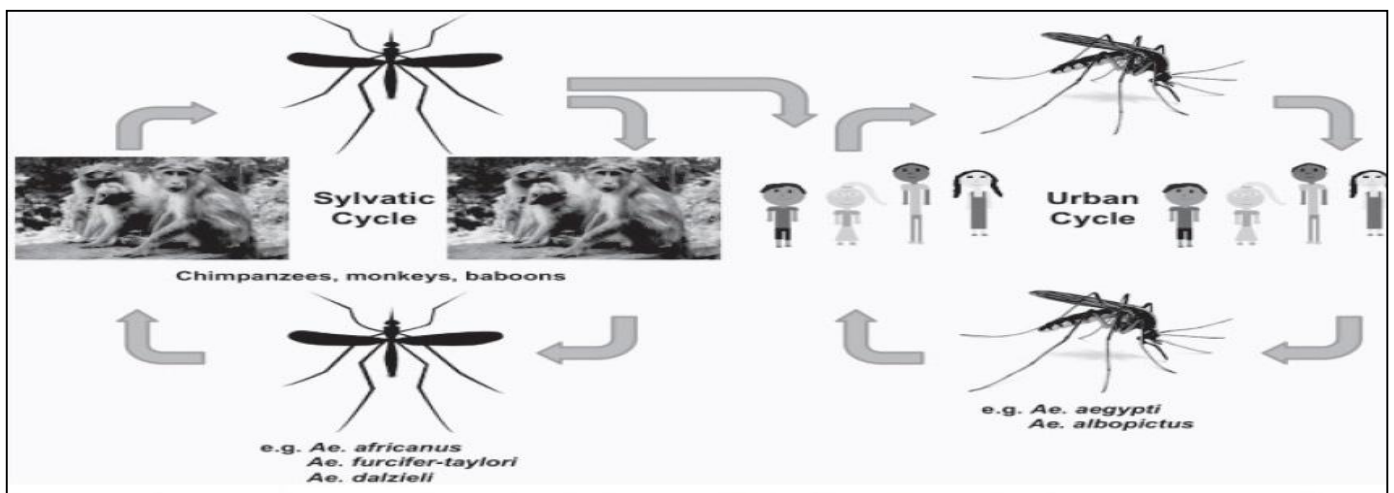 Sylvatic
Cycle
Urban
Cycle
Chimpanzees, monkeys, baboons
e.g. Ae. aegypti
Ae. albopictus
e.g. Ae. africanus
Ae. furcifer-taylori
Ae. dalzieli